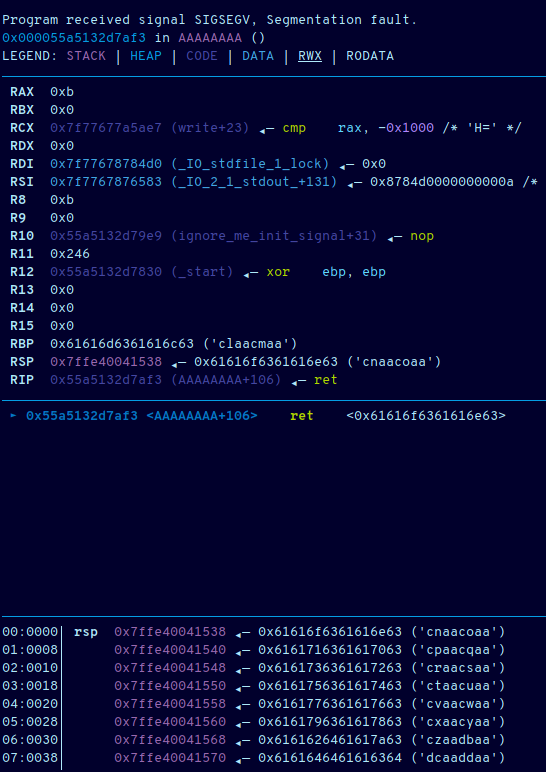 Program received signal SIGSEGV, Segmentation fault.
0x000055a5132d7af3 in AAAAAAAA ()
LEGEND: STACK | HEAP | CODE | DATA | RWX | RODATA
RAX 0xb
RBX 0x0
RCX 0x7f77677a5ae7 (write+23) ◂— cmp rax, -0x1000 /* 'H=' */
RDX 0x0
RDI 0x7f77678784d0 (_IO_stdfile_1_lock) ◂— 0x0
RSI 0x7f7767876583 (_IO_2_1_stdout_+131) ◂— 0x8784d0000000000a /*
R8 0xb
R9 0x0
R10 0x55a5132d79e9 (ignore_me_init_signal+31) ◂— nop
R11 0x246
R12 0x55a5132d7830 (_start) ◂— xor ebp, ebp
R13 0x0
R14 0x0
R15 0x0
RBP 0x61616d6361616c63 ('claacmaa')
RSP 0x7ffe40041538 ◂— 0x61616f6361616e63 ('cnaacoaa')
RIP 0x55a5132d7af3 (AAAAAAAA+106) ◂— ret
► 0x55a5132d7af3 <AAAAAAAA+106> ret <0x61616f6361616e63>
00:0000│ rsp 0x7ffe40041538 ◂— 0x61616f6361616e63 ('cnaacoaa')
01:0008│ 0x7ffe40041540 ◂— 0x6161716361617063 ('cpaacqaa')
02:0010│ 0x7ffe40041548 ◂— 0x6161736361617263 ('craacsaa')
03:0018│ 0x7ffe40041550 ◂— 0x6161756361617463 ('ctaacuaa')
04:0020│ 0x7ffe40041558 ◂— 0x6161776361617663 ('cvaacwaa')
05:0028│ 0x7ffe40041560 ◂— 0x6161796361617863 ('cxaacyaa')
06:0030│ 0x7ffe40041568 ◂— 0x6161626461617a63 ('czaadbaa')
07:0038│ 0x7ffe40041570 ◂— 0x6161646461616364 ('dcaaddaa')